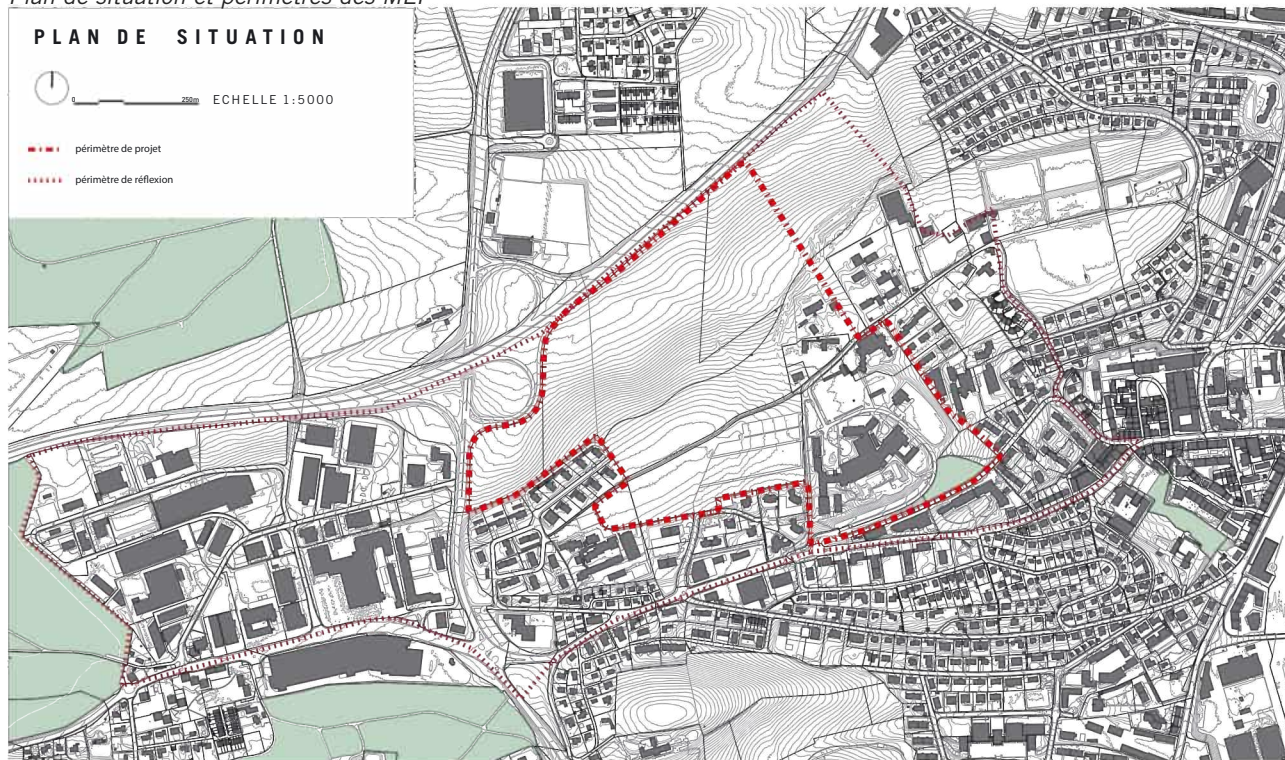 Plan de situation et périmètres des MEP
PLAN DE SITUATION
0 250m ECHELLE 1:5000
périmètre de projet
périmètre de réflexion